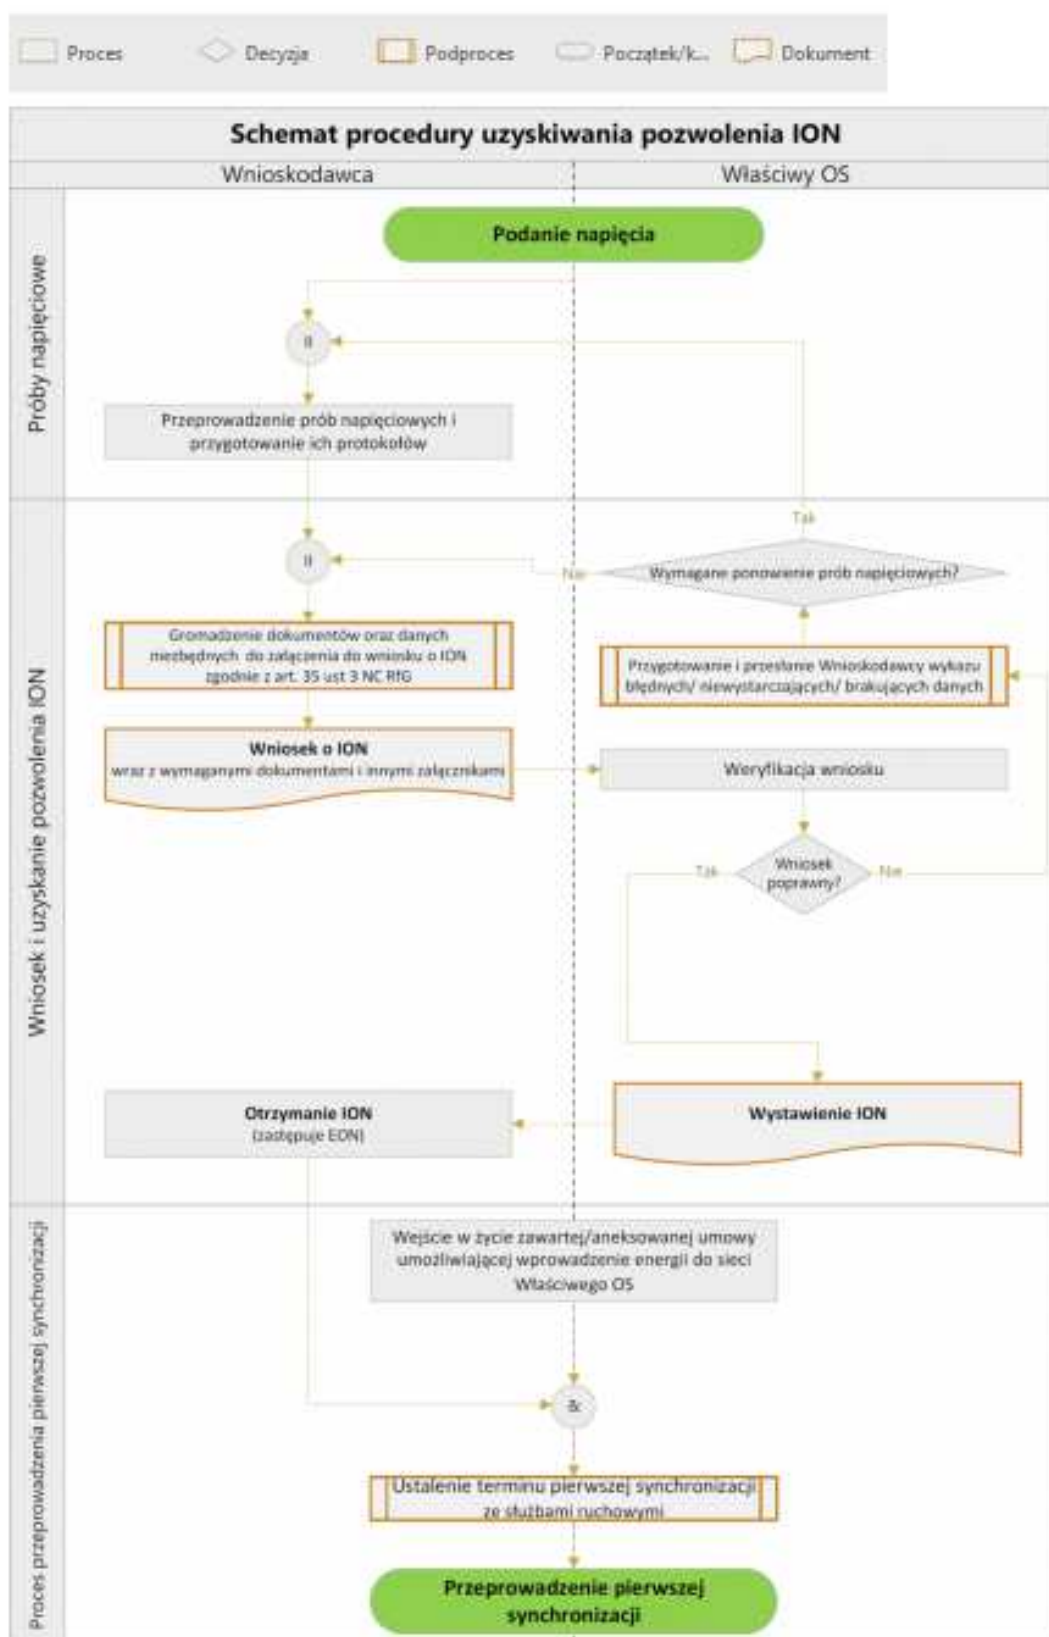 Proces
Decyzja
Podproces
Początek/k...
Dokument
Schemat procedury uzyskiwania pozwolenia ION
Wnioskodawca
Właściwy OS
Próby napięciowe
Podanie napięcia
II
Przeprowadzenie prób napięciowych i
przygotowanie ich protokołów
Wniosek i uzyskanie pozwolenia ION
Tak
II
Nie
Wymagane ponowienie prób napięciowych?
Gromadzenie dokumentów oraz danych
niezbędnych do załączenia do wniosku o ION
zgodnie z art. 35 ust 3 NC RfG
Przygotowanie i przesłanie Wnioskodawcy wykazu
błędnych/ niewystarczających/ brakujących danych
Wniosek o ION
wraz z wymaganymi dokumentami i innymi załącznikami
Weryfikacja wniosku
Tak
Wniosek
poprawny?
Nie
Otrzymanie ION
(zastępuje EON)
Wystawienie ION
Proces przeprowadzenia pierwszej synchronizacji
Wejście w życie zawartej/aneksowanej umowy
umożliwiającej wprowadzenie energii do sieci
Właściwego OS
&
Ustalenie terminu pierwszej synchronizacji
ze służbami ruchowymi
Przeprowadzenie pierwszej
synchronizacji